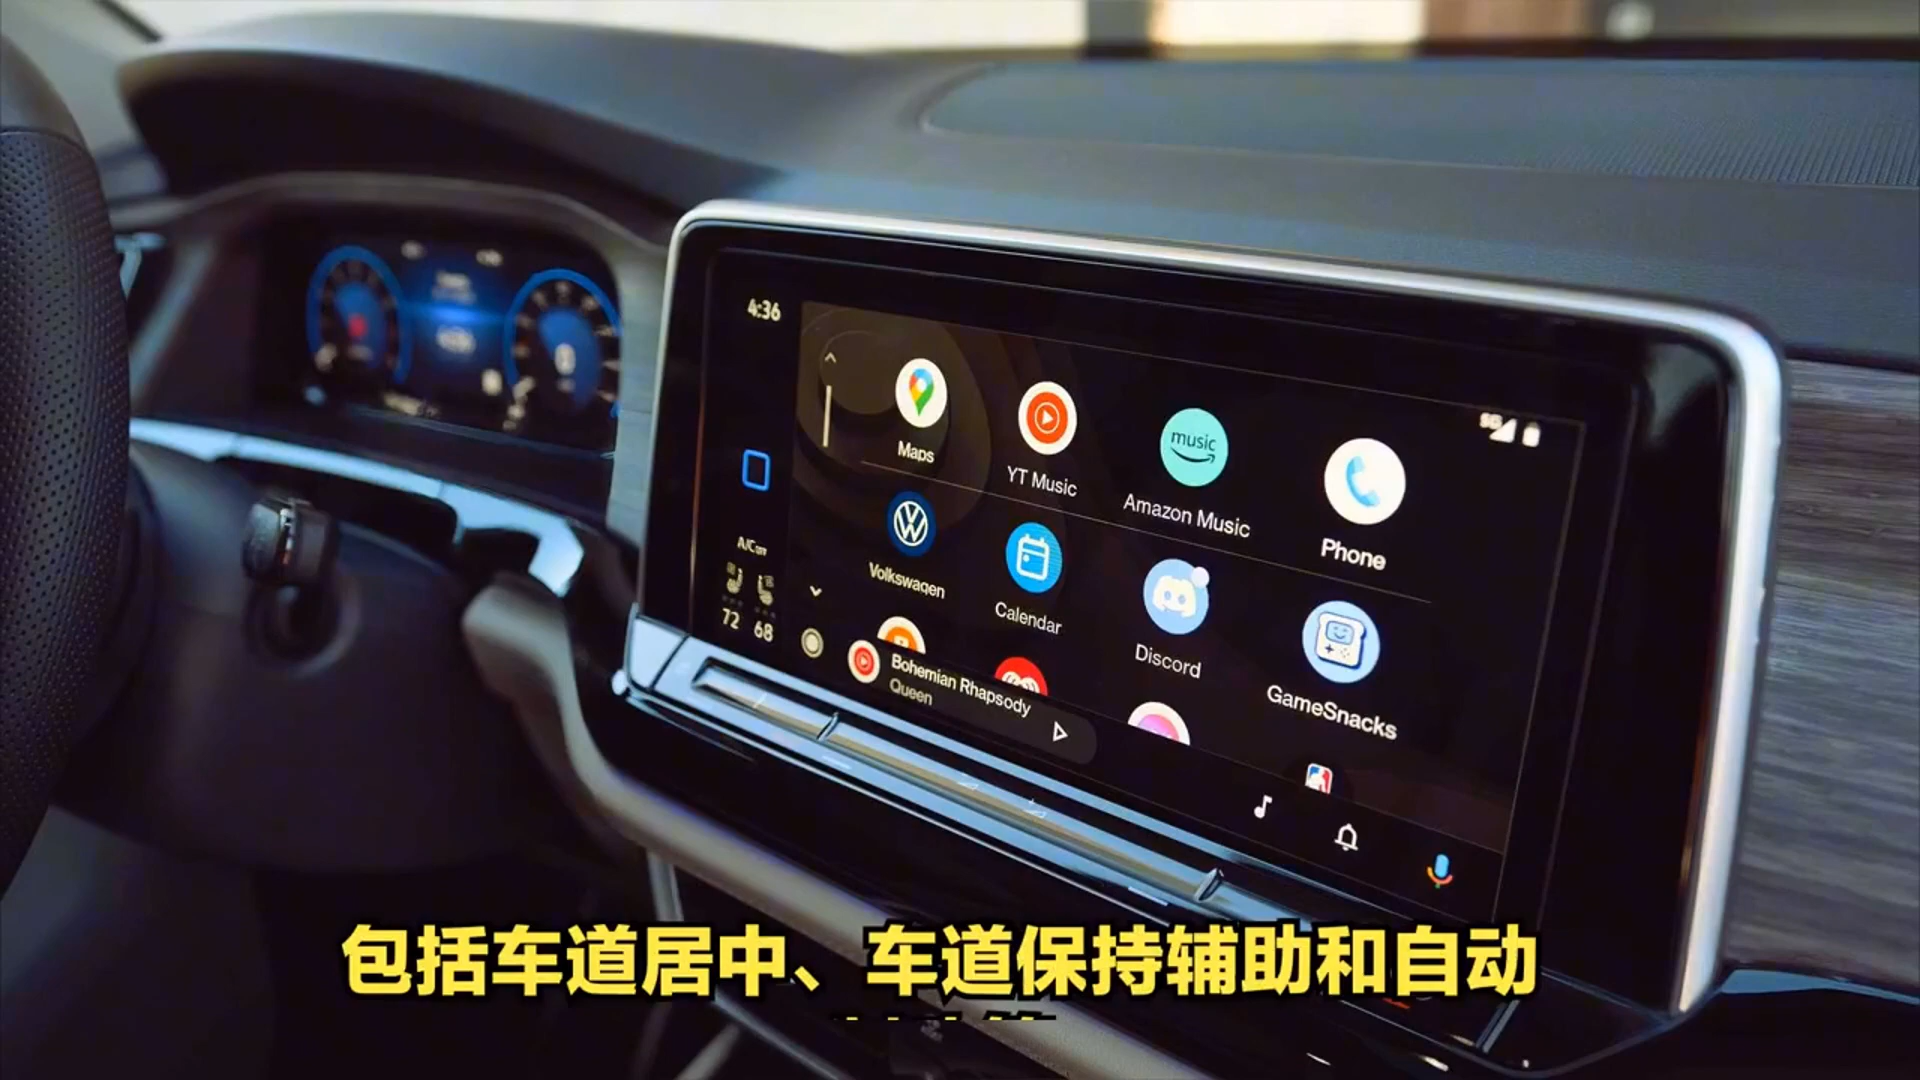 4:36
5G
Maps
YT Music
music
Amazon Music
Phone
Volkswagen
Calendar
Discord
GameSnacks
A/C
72 68
Bohemian Rhapsody
Queen
包括车道居中、车道保持辅助和自动